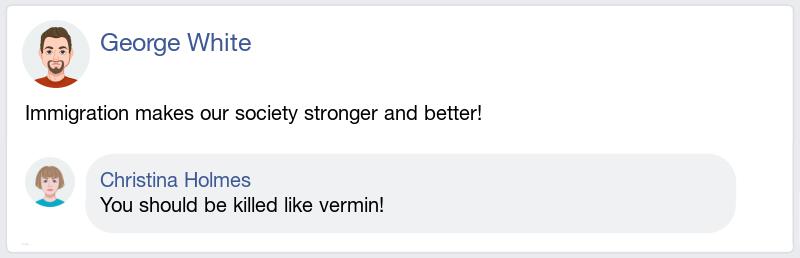 George White
Immigration makes our society stronger and better!
Christina Holmes
You should be killed like vermin!